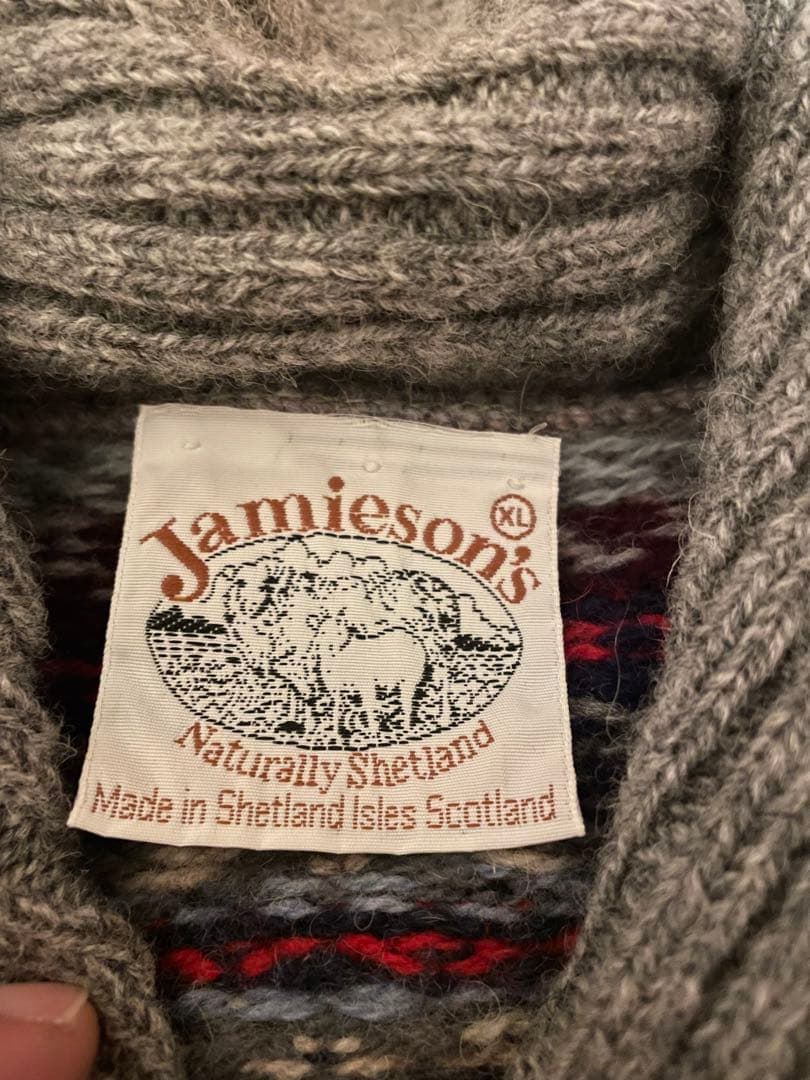 Jamieson's
XL
Naturally Shetland
Made in Shetland Isles Scotland